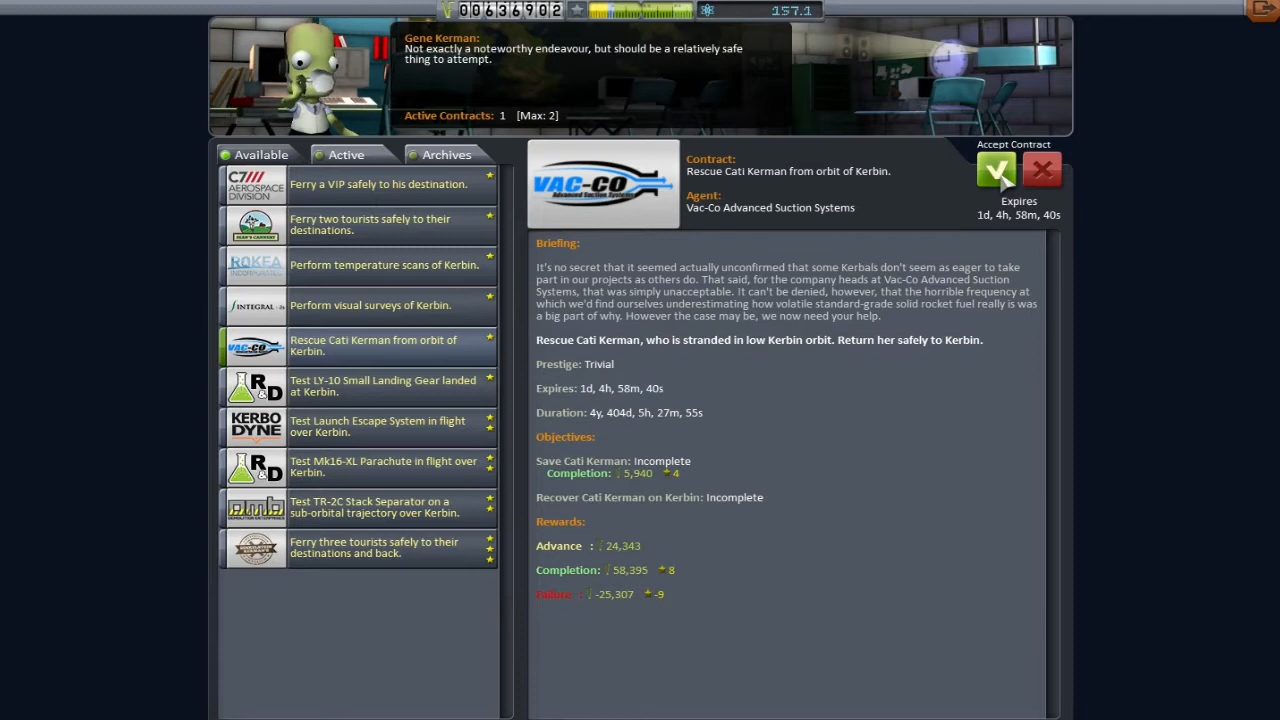 00636902
157.1
Gene Kerman:
Not exactly a noteworthy endeavour, but should be a relatively safe
thing to attempt.
Active Contracts: 1 [Max: 2]
Available
Active
Archives
C7///
AEROSPACE
DIVISION
Ferry a VIP safely to his destination.
Ferry two tourists safely to their
destinations.
ROKEA
INCORPORATED
Perform temperature scans of Kerbin.
INTEGRAL
Perform visual surveys of Kerbin.
VAC-CO
Rescue Cati Kerman from orbit of
Kerbin.
R&D
Test LY-10 Small Landing Gear landed
at Kerbin.
KERBO
DYNE
Test Launch Escape System in flight
over Kerbin.
R&D
Test Mk16-XL Parachute in flight over
Kerbin.
Test TR-2C Stack Separator on a
sub-orbital trajectory over Kerbin.
Ferry three tourists safely to their
destinations and back.
VAC-CO
Advanced Suction Systems
Contract:
Rescue Cati Kerman from orbit of Kerbin.
Agent:
Vac-Co Advanced Suction Systems
Accept Contract
Expires
1d, 4h, 58m, 40s
Briefing:
It's no secret that it seemed actually unconfirmed that some Kerbals don't seem as eager to take
part in our projects as others do. That said, for the company heads at Vac-Co Advanced Suction
Systems, that was simply unacceptable. It can't be denied, however, that the horrible frequency at
which we'd find ourselves underestimating how volatile standard-grade solid rocket fuel really is was
a big part of why. However the case may be, we now need your help.
Rescue Cati Kerman, who is stranded in low Kerbin orbit. Return her safely to Kerbin.
Prestige: Trivial
Expires: 1d, 4h, 58m, 40s
Duration: 4y, 404d, 5h, 27m, 55s
Objectives:
Save Cati Kerman: Incomplete
Completion: 5,940 4
Recover Cati Kerman on Kerbin: Incomplete
Rewards:
Advance : 24,343
Completion: 58,395 8
Failure : -25,307 -9